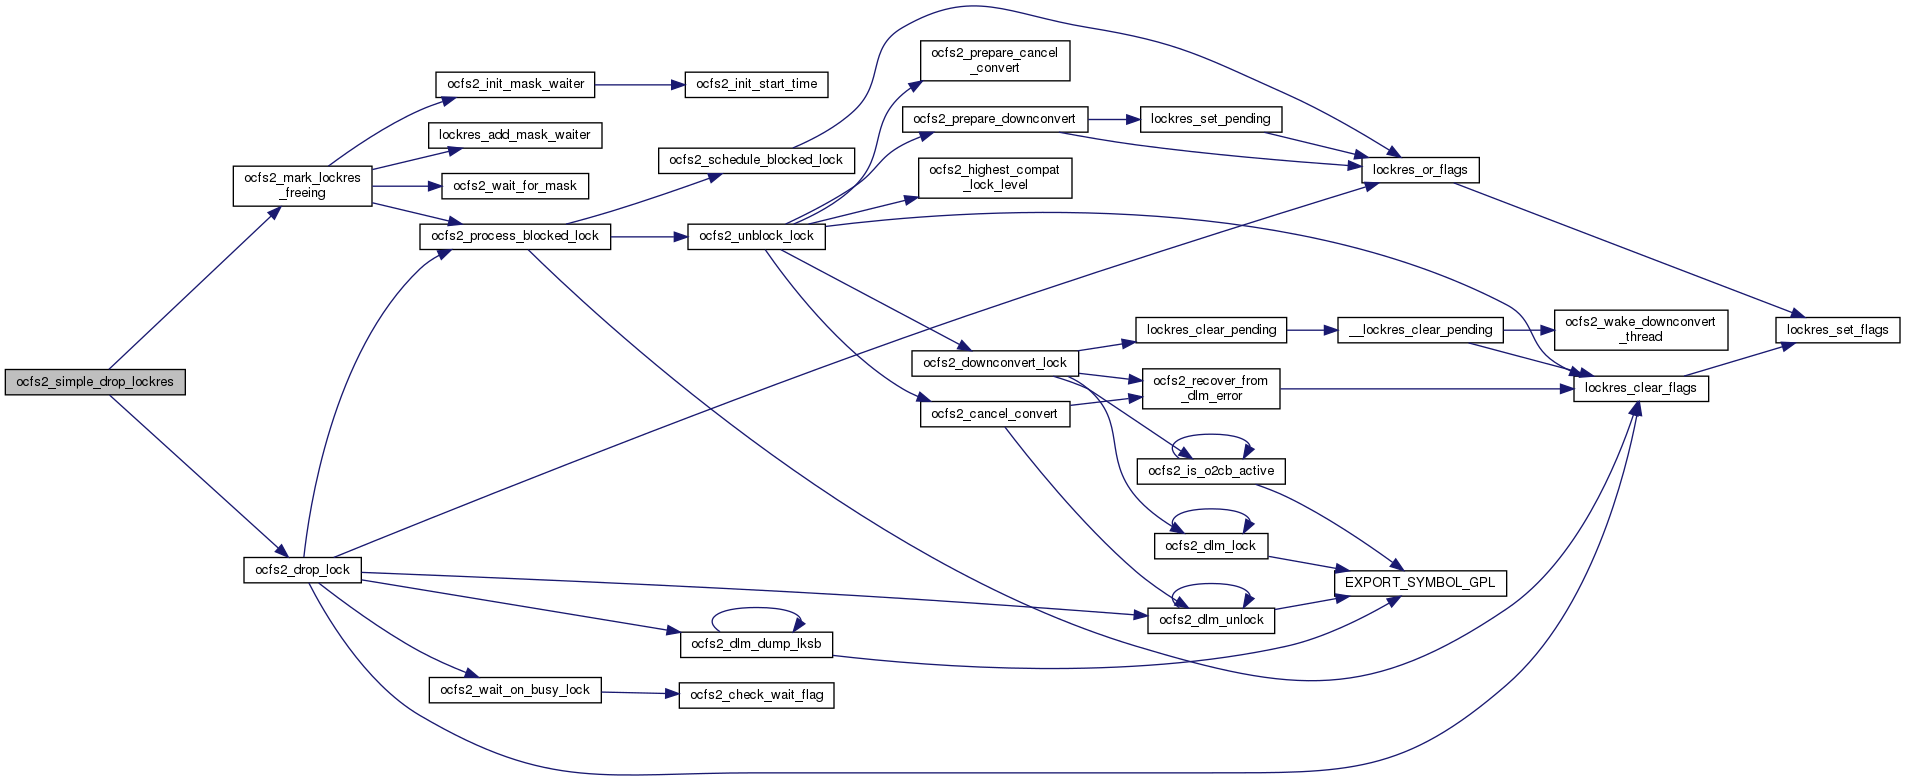 ocfs2_simple_drop_lockres
ocfs2_mark_lockres
_freeing
ocfs2_drop_lock
ocfs2_init_mask_waiter
lockres_add_mask_waiter
ocfs2_wait_for_mask
ocfs2_process_blocked_lock
ocfs2_wait_on_busy_lock
ocfs2_init_start_time
ocfs2_schedule_blocked_lock
ocfs2_unblock_lock
ocfs2_dlm_dump_lksb
ocfs2_check_wait_flag
ocfs2_prepare_cancel
_convert
ocfs2_prepare_downconvert
ocfs2_highest_compat
_lock_level
ocfs2_downconvert_lock
ocfs2_cancel_convert
lockres_set_pending
lockres_clear_pending
ocfs2_recover_from
_dlm_error
ocfs2_is_o2cb_active
ocfs2_dlm_lock
ocfs2_dlm_unlock
lockres_or_flags
__lockres_clear_pending
EXPORT_SYMBOL_GPL
ocfs2_wake_downconvert
_thread
lockres_clear_flags
lockres_set_flags